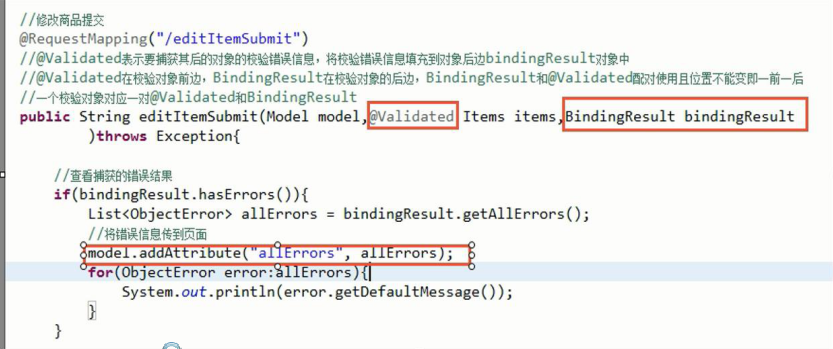 //修改商品提交
@RequestMapping("/editItemSubmit")
//@Validated表示要捕获其后的对象的校验错误信息，将校验错误信息填充到对象后边bindingResult对象中
//@Validated在校验对象前边，BindingResult在校验对象的后边，BindingResult和@Validated配对使用且位置不能变即一前一后
//一个校验对象对应一对@Validated和BindingResult
public String editItemSubmit(Model model,@Validated Items items,BindingResult bindingResult
)throws Exception{
//查看捕获的错误结果
if(bindingResult.hasErrors()){
List<ObjectError> allErrors = bindingResult.getAllErrors();
//将错误信息传到页面
model.addAttribute("allErrors", allErrors);
for(ObjectError error:allErrors){
System.out.println(error.getDefaultMessage());
}
}